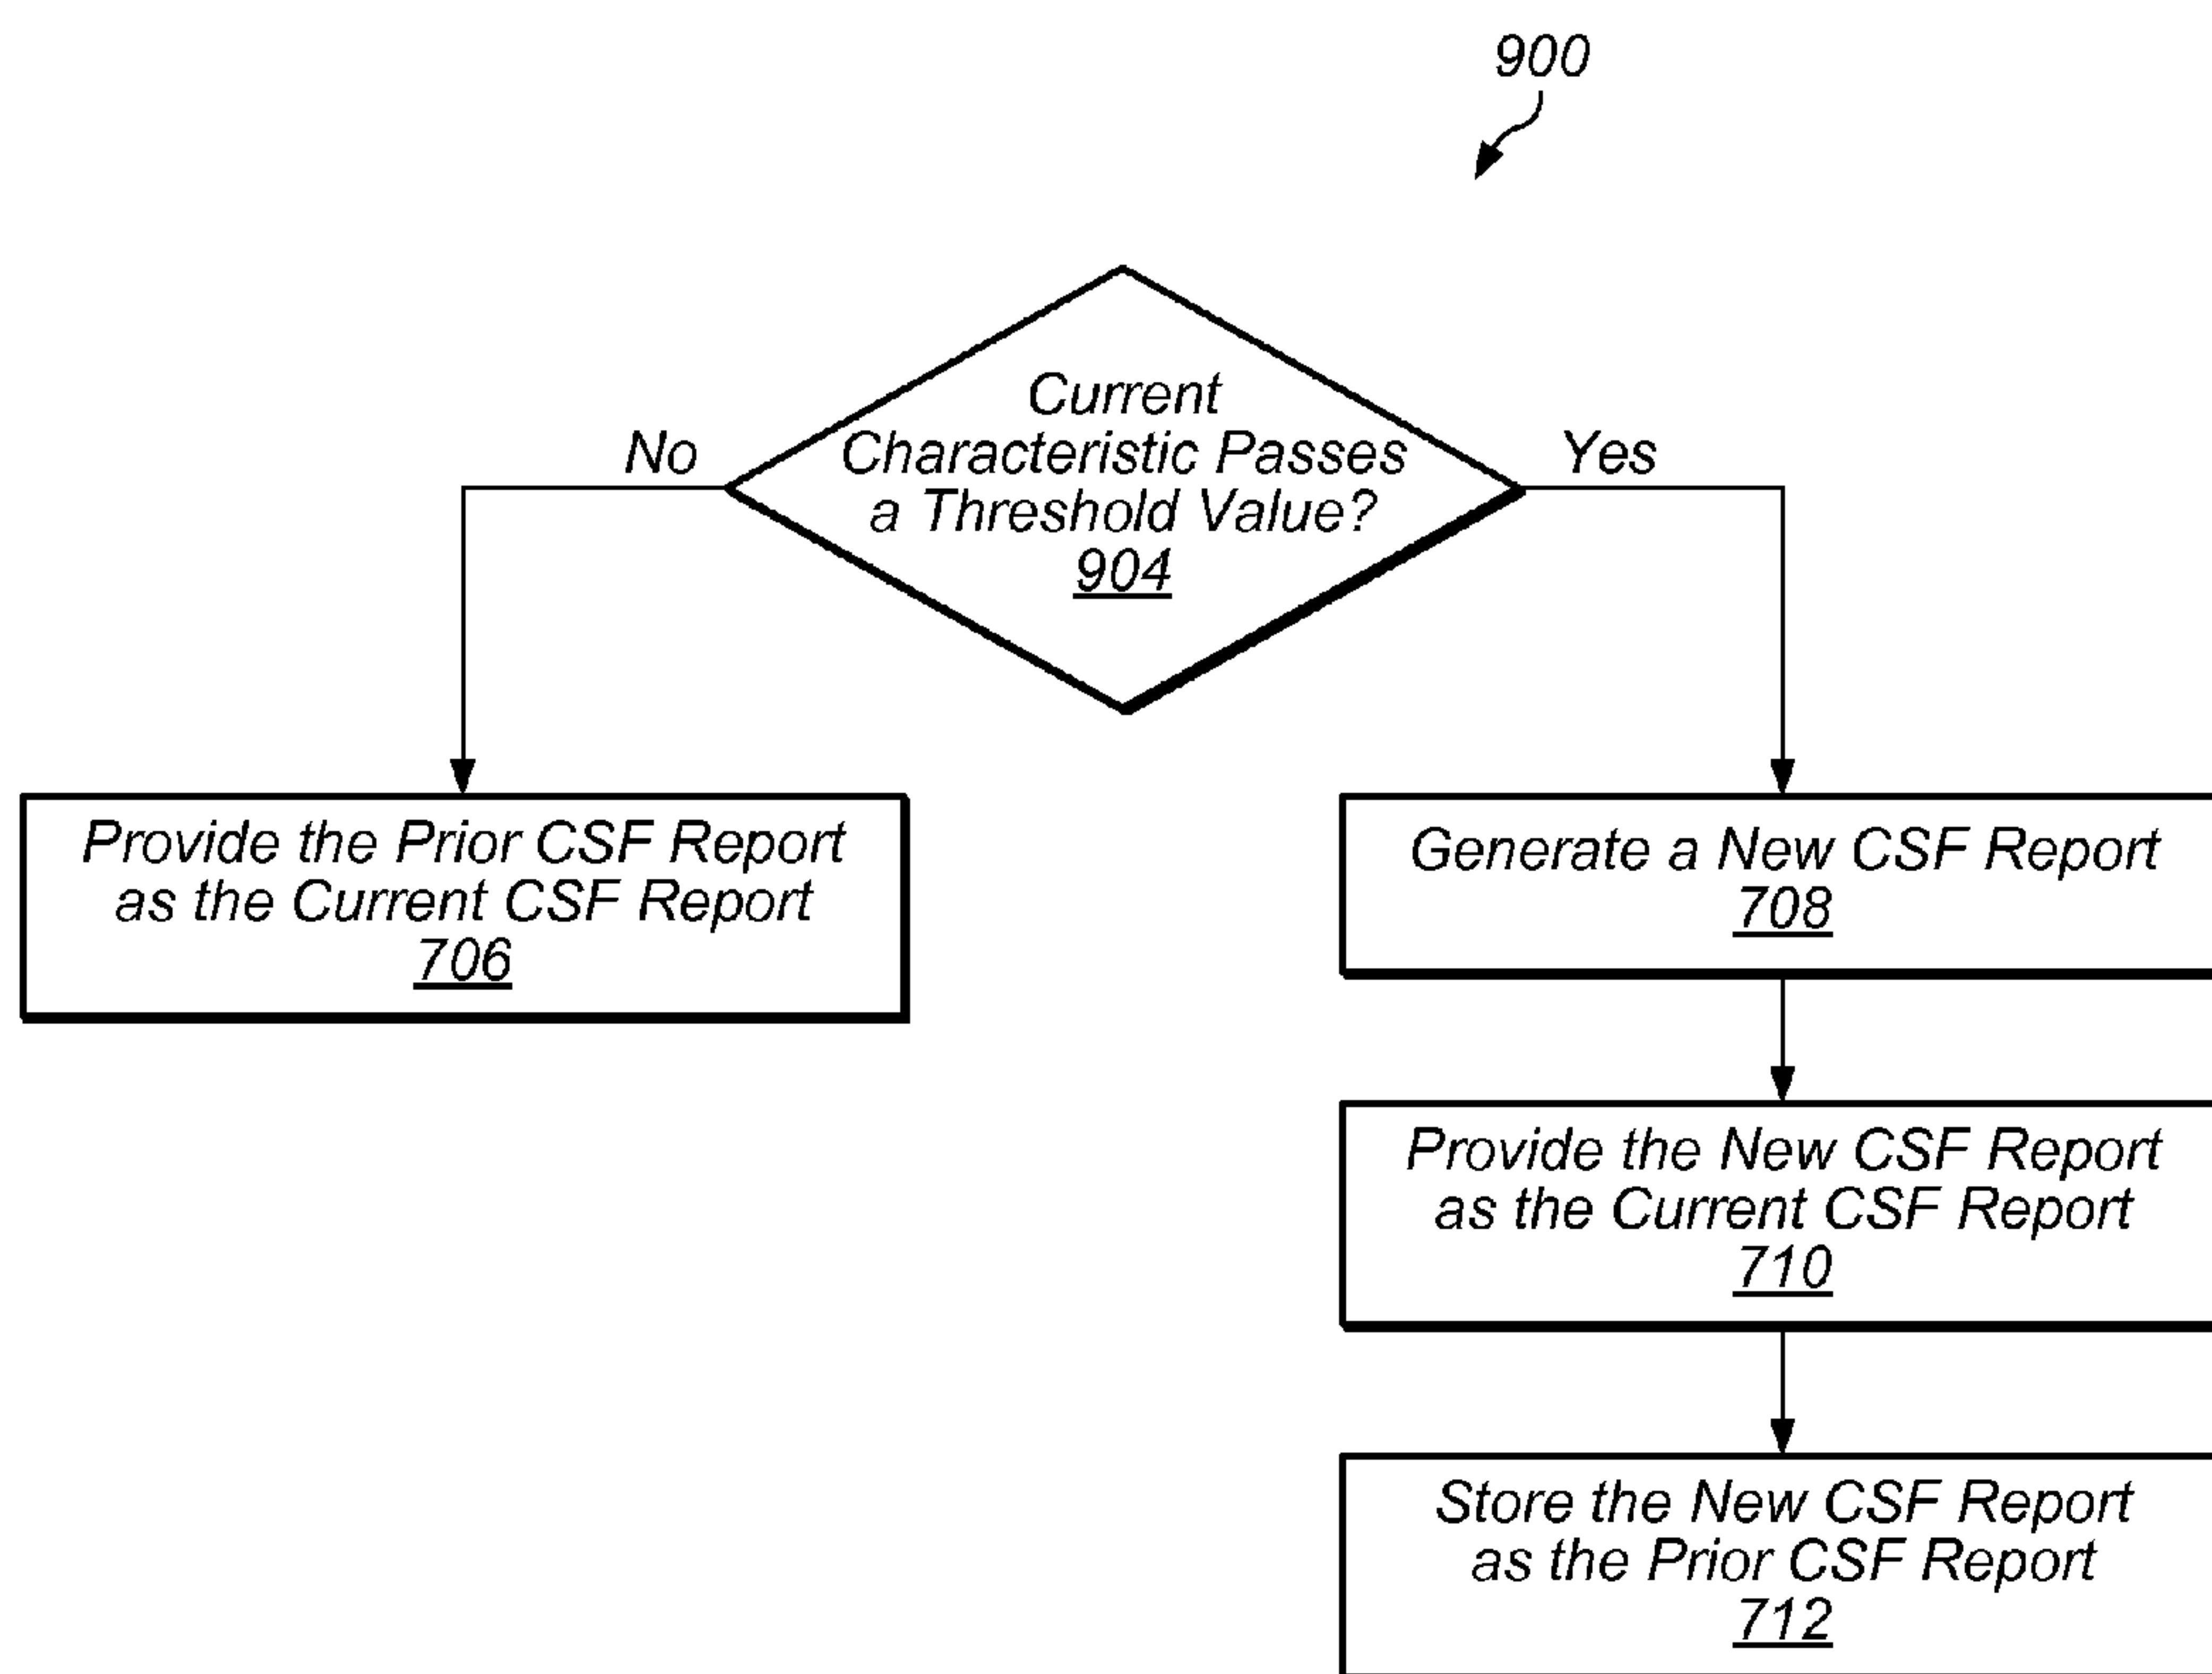 900
Current
Characteristic Passes
a Threshold Value?
904
No
Yes
Provide the Prior CSF Report
as the Current CSF Report
706
Generate a New CSF Report
708
Provide the New CSF Report
as the Current CSF Report
710
Store the New CSF Report
as the Prior CSF Report
712